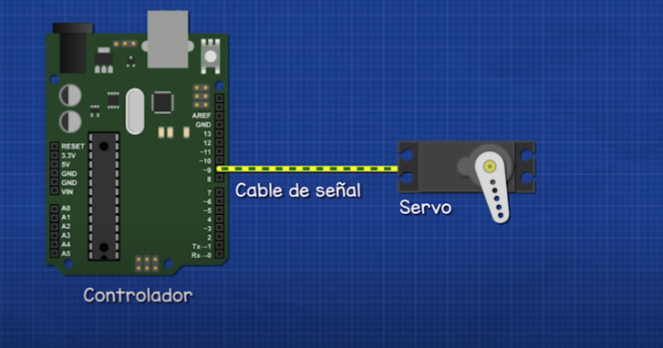 RESET
3.3V
5V
GND
GND
VIN
A0
A1
A2
A3
A4
A5
AREF
GND
13
12
~11
~10
~9
8
7
~6
~5
4
~3
2
Tx→1
Rx→0
Cable de señal
Servo
Controlador